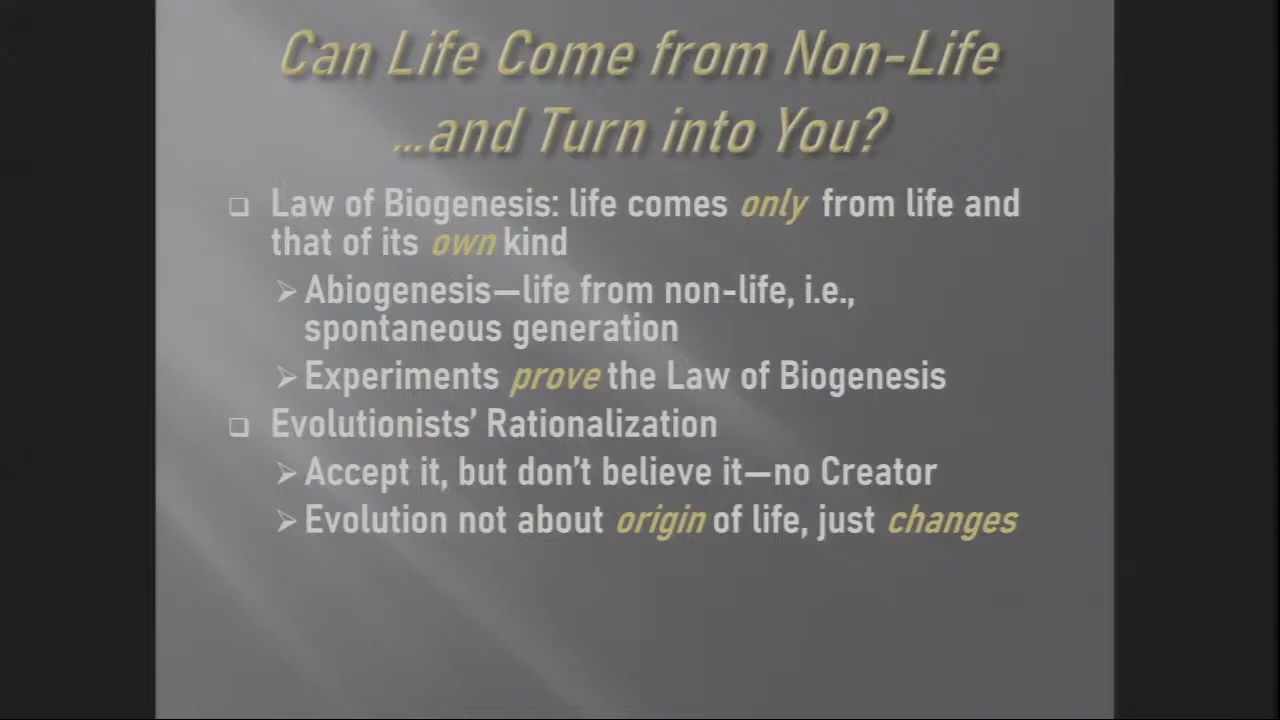 Can Life Come from Non-Life
...and Turn into You?
Law of Biogenesis: life comes only from life and
that of its own kind
Abiogenesis—life from non-life, i.e.,
spontaneous generation
Experiments prove the Law of Biogenesis
Evolutionists’ Rationalization
Accept it, but don’t believe it—no Creator
Evolution not about origin of life, just changes